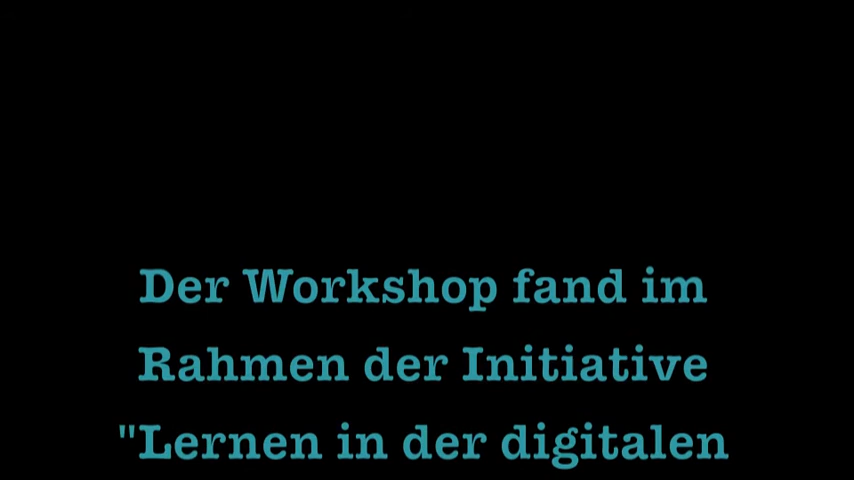 Der Workshop fand im
Rahmen der Initiative
"Lernen in der digitalen